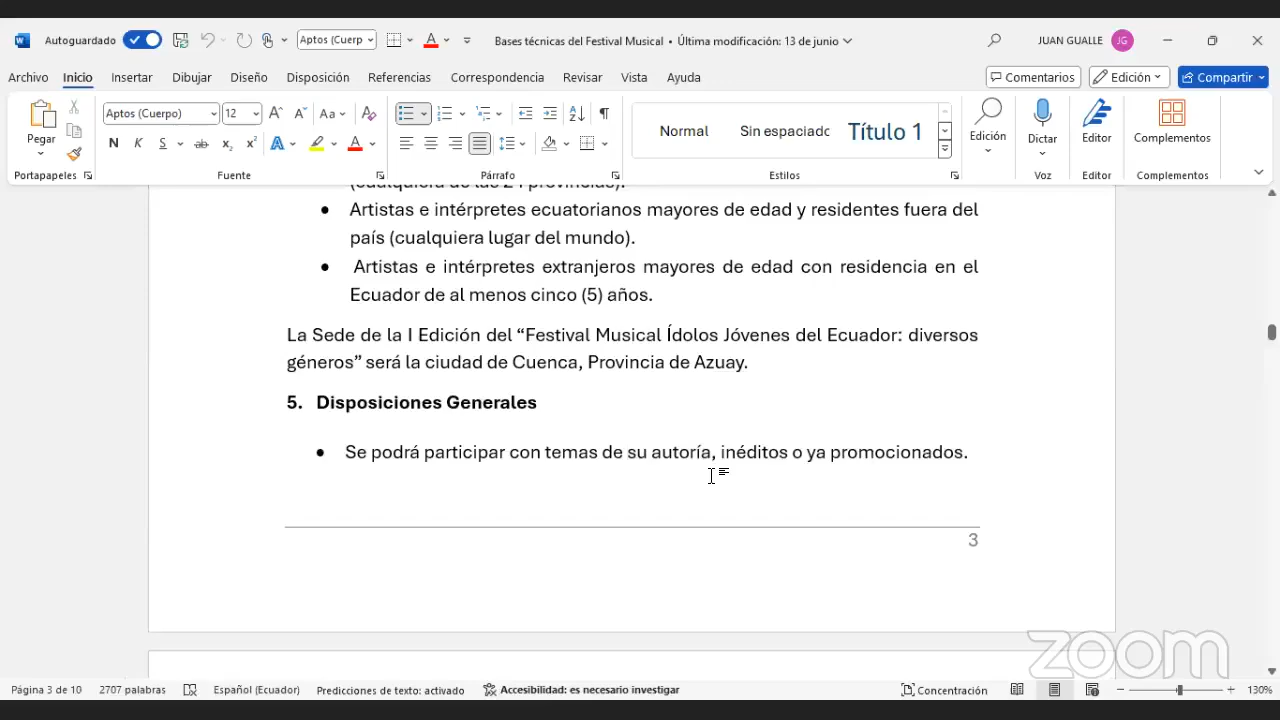 Autoguardado
Aptos (Cuerp
Bases técnicas del Festival Musical • Última modificación: 13 de junio
JUAN GUALLE JG
Archivo Inicio Insertar Dibujar Diseño Disposición Referencias Correspondencia Revisar Vista Ayuda
Comentarios Edición Compartir
Pegar
Portapapeles
Aptos (Cuerpo) 12
N K S
Fuente
Párrafo
Normal Sin espaciado Título 1
Estilos
Edición
Dictar
Voz
Editor
Editor
Complementos
Complementos
(cualquiera de las 24 provincias).
• Artistas e intérpretes ecuatorianos mayores de edad y residentes fuera del
país (cualquiera lugar del mundo).
• Artistas e intérpretes extranjeros mayores de edad con residencia en el
Ecuador de al menos cinco (5) años.
La Sede de la I Edición del “Festival Musical Ídolos Jóvenes del Ecuador: diversos
géneros” será la ciudad de Cuenca, Provincia de Azuay.
5. Disposiciones Generales
• Se podrá participar con temas de su autoría, inéditos o ya promocionados.
3
zoom
Página 3 de 10 2707 palabras Español (Ecuador) Predicciones de texto: activado Accesibilidad: es necesario investigar Concentración 130%